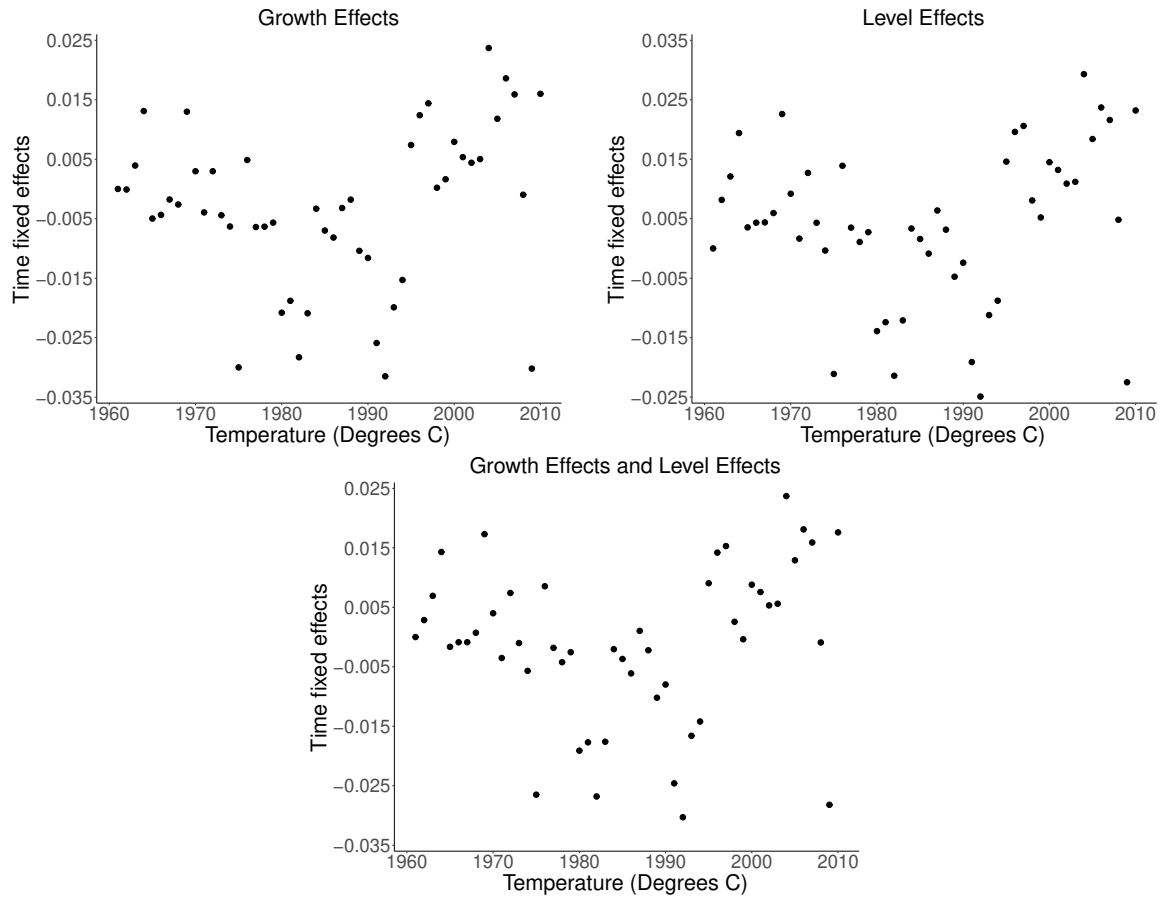 Growth Effects
0.025
0.015
0.005
−0.005
−0.015
−0.025
−0.035
Time fixed effects
1960 1970 1980 1990 2000 2010
Temperature (Degrees C)
Level Effects
0.035
0.025
0.015
0.005
−0.005
−0.015
−0.025
Time fixed effects
1960 1970 1980 1990 2000 2010
Temperature (Degrees C)
Growth Effects and Level Effects
0.025
0.015
0.005
−0.005
−0.015
−0.025
−0.035
Time fixed effects
1960 1970 1980 1990 2000 2010
Temperature (Degrees C)